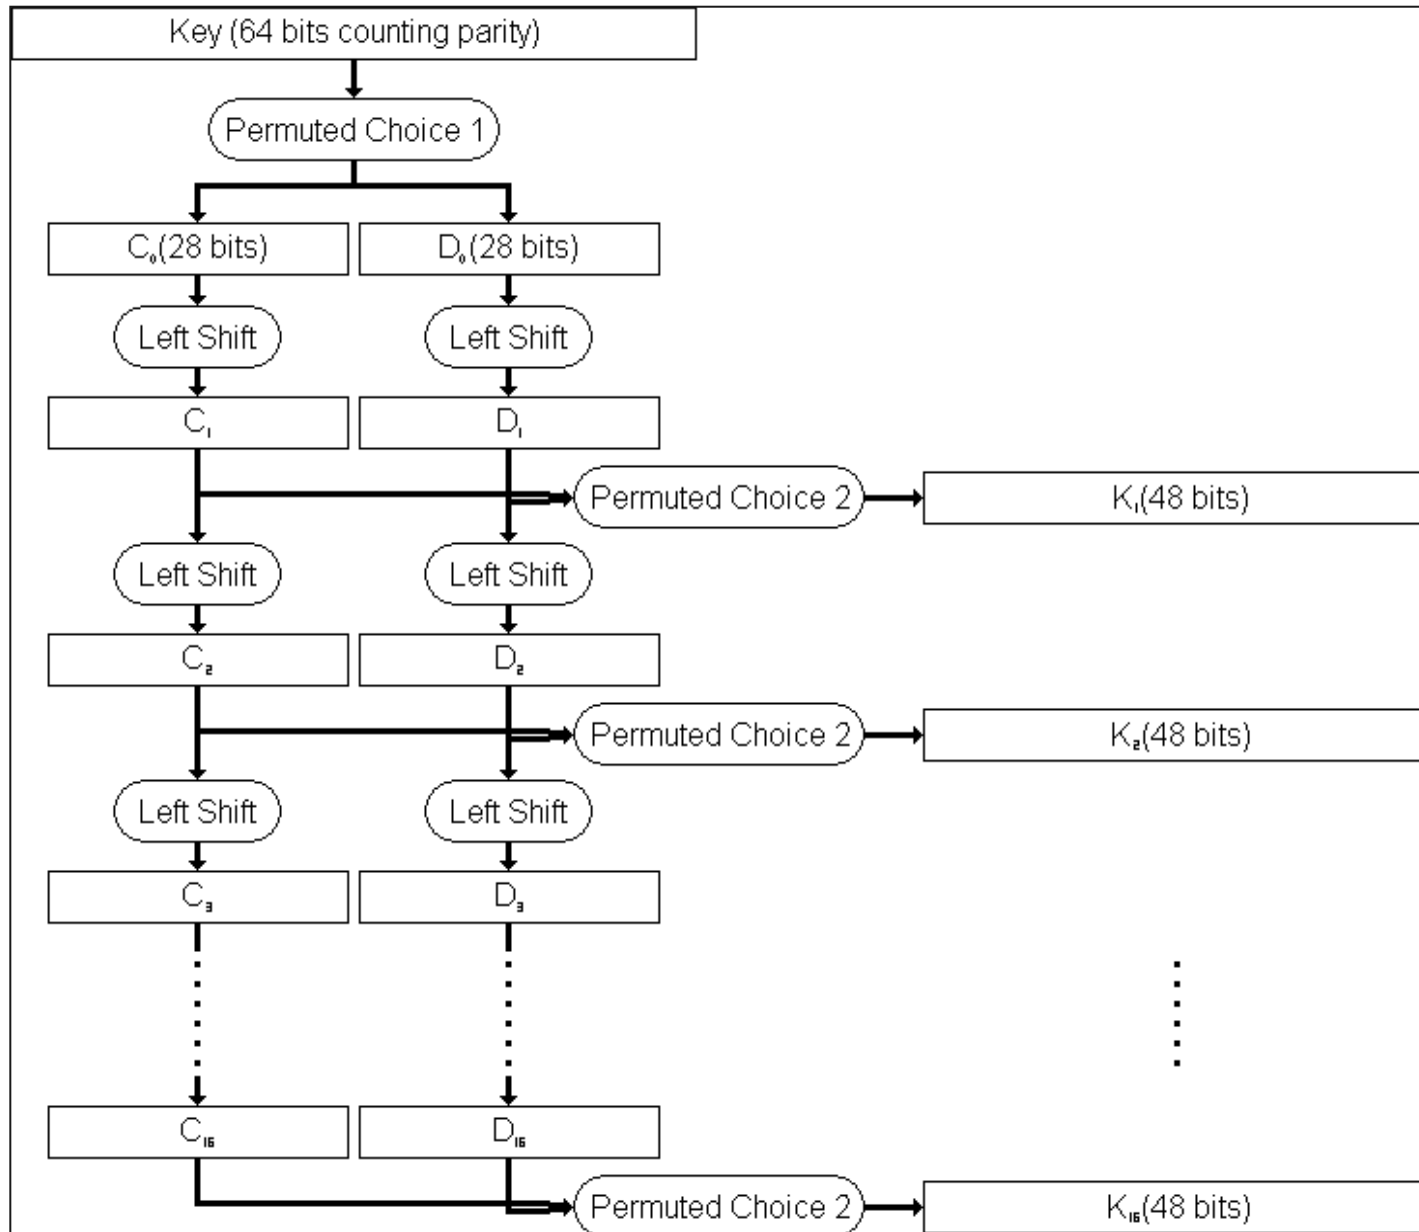 Key (64 bits counting parity)
Permuted Choice 1
C₀(28 bits) D₀(28 bits)
Left Shift Left Shift
C₁ D₁
Permuted Choice 2 K₁(48 bits)
Left Shift Left Shift
C₂ D₂
Permuted Choice 2 K₂(48 bits)
Left Shift Left Shift
C₃ D₃
C₁₆ D₁₆
Permuted Choice 2 K₁₆(48 bits)